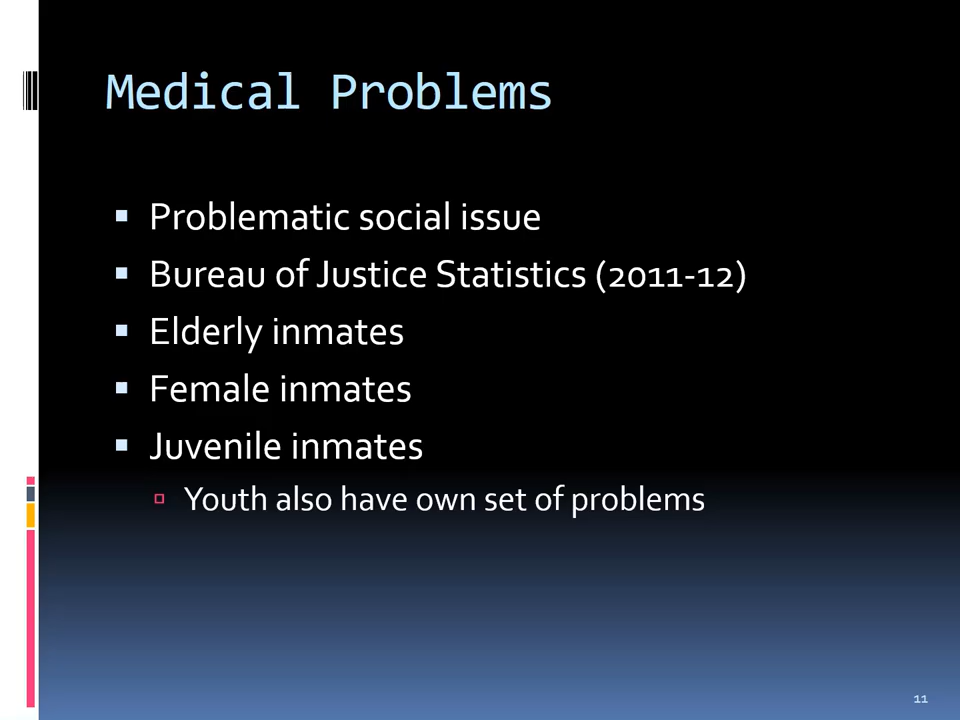 Medical Problems
Problematic social issue
Bureau of Justice Statistics (2011-12)
Elderly inmates
Female inmates
Juvenile inmates
Youth also have own set of problems
11